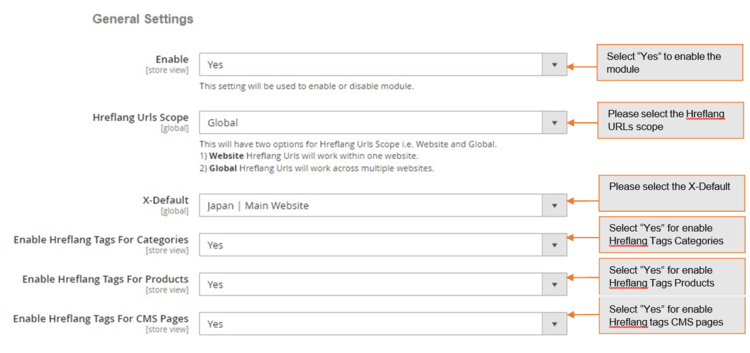 General Settings
Enable
[store view]
Yes
This setting will be used to enable or disable module.
Select “Yes” to enable the
module
Hreflang Urls Scope
[global]
Global
This will have two options for Hreflang Urls Scope i.e. Website and Global.
1) Website Hreflang Urls will work within one website.
2) Global Hreflang Urls will work across multiple websites.
Please select the Hreflang
URLs scope
X-Default
[global]
Japan | Main Website
Please select the X-Default
Enable Hreflang Tags For Categories
[store view]
Yes
Select “Yes” for enable
Hreflang Tags Categories
Enable Hreflang Tags For Products
[store view]
Yes
Select “Yes” for enable
Hreflang Tags Products
Enable Hreflang Tags For CMS Pages
[store view]
Yes
Select “Yes” for enable
Hreflang tags CMS pages